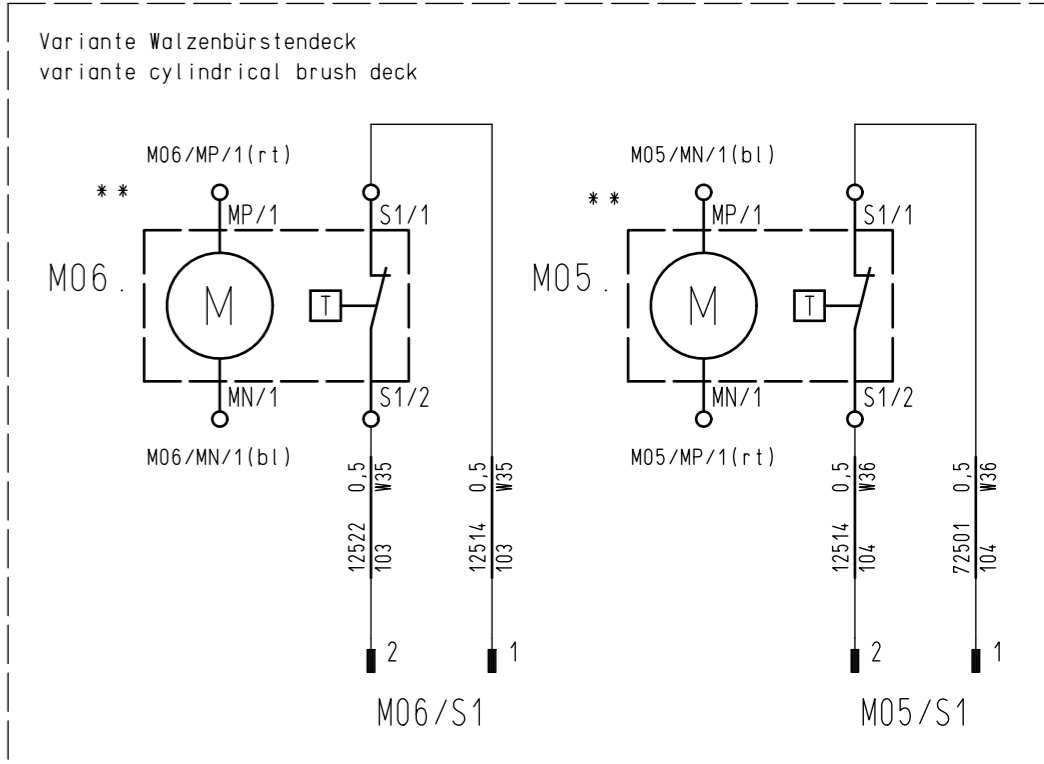 Variante Walzenbürstendeck
variante cylindrical brush deck
M06/MP/1(rt)
**
MP/1
S1/1
M06.
M
T
MN/1
S1/2
M06/MN/1(bl)
0,5
W35
12522
103
0,5
W35
12514
103
2
1
M06/S1
M05/MN/1(bl)
**
MP/1
S1/1
M05.
M
T
MN/1
S1/2
M05/MP/1(rt)
0,5
W36
12514
104
0,5
W36
72501
104
2
1
M05/S1